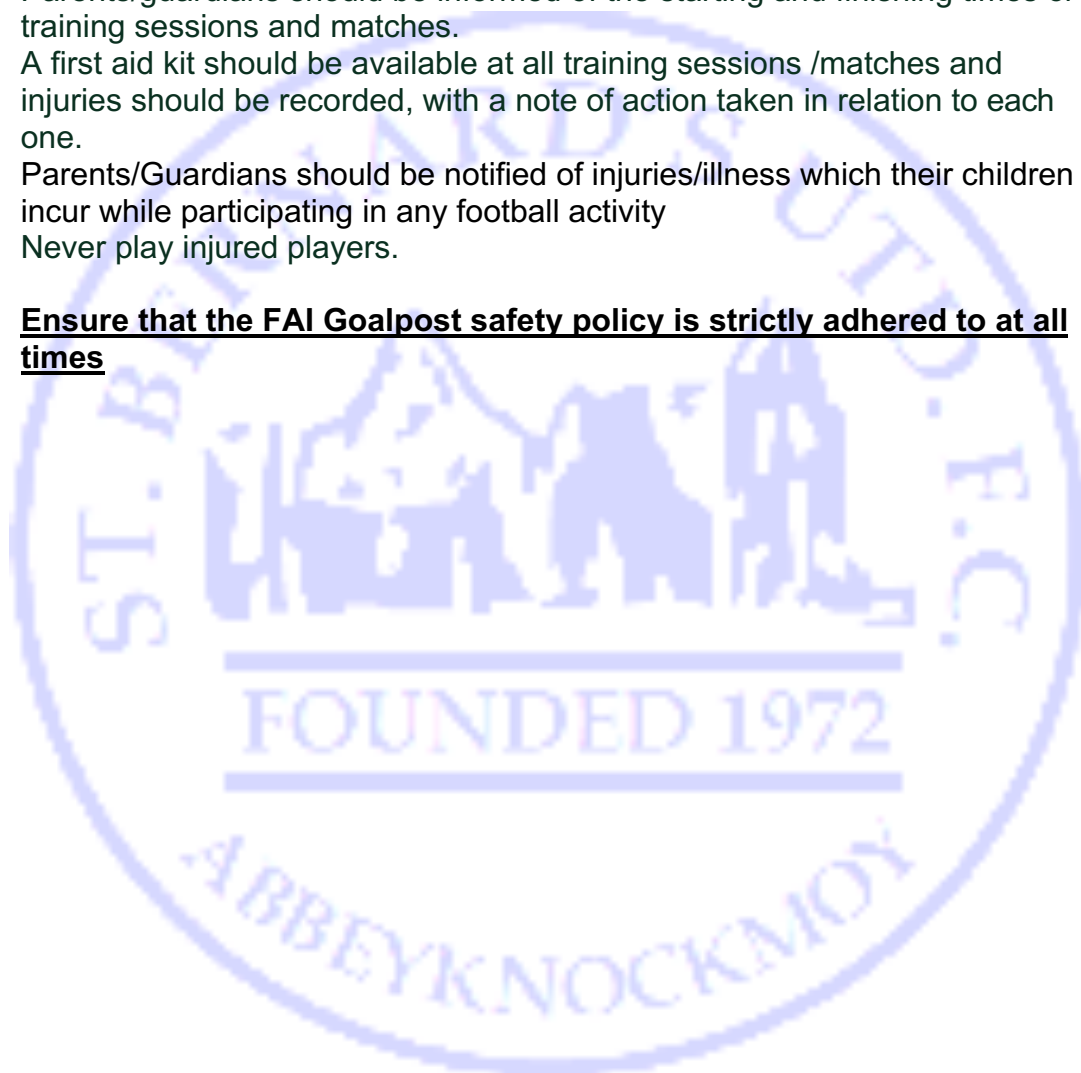 Parents/guardians should be informed of the starting and finishing times of
training sessions and matches.
A first aid kit should be available at all training sessions /matches and
injuries should be recorded, with a note of action taken in relation to each
one.
Parents/Guardians should be notified of injuries/illness which their children
incur while participating in any football activity
Never play injured players.
Ensure that the FAI Goalpost safety policy is strictly adhered to at all
times
ST. BERNARD'S UTD. F.C.
FOUNDED 1972
ABBEYKNOCKMOY